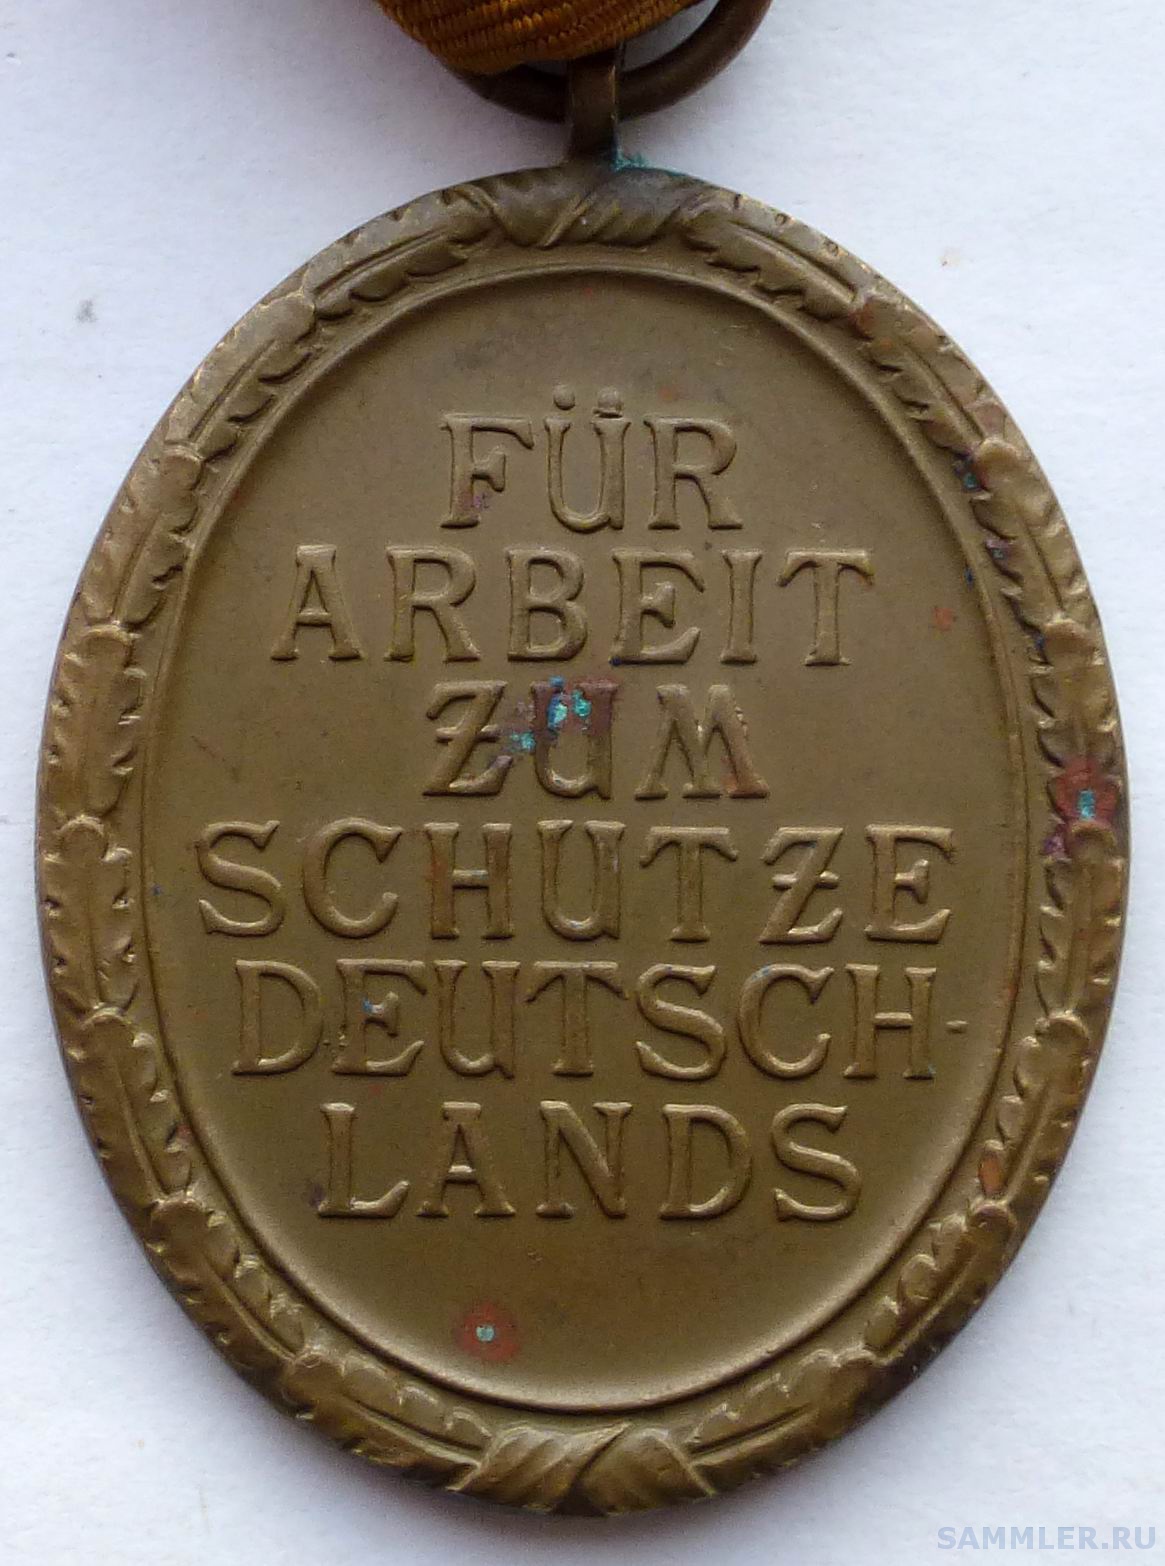 FÜR
ARBEIT
ZUM
SCHUTZE
DEUTSCH-
LANDS
SAMMLER.RU